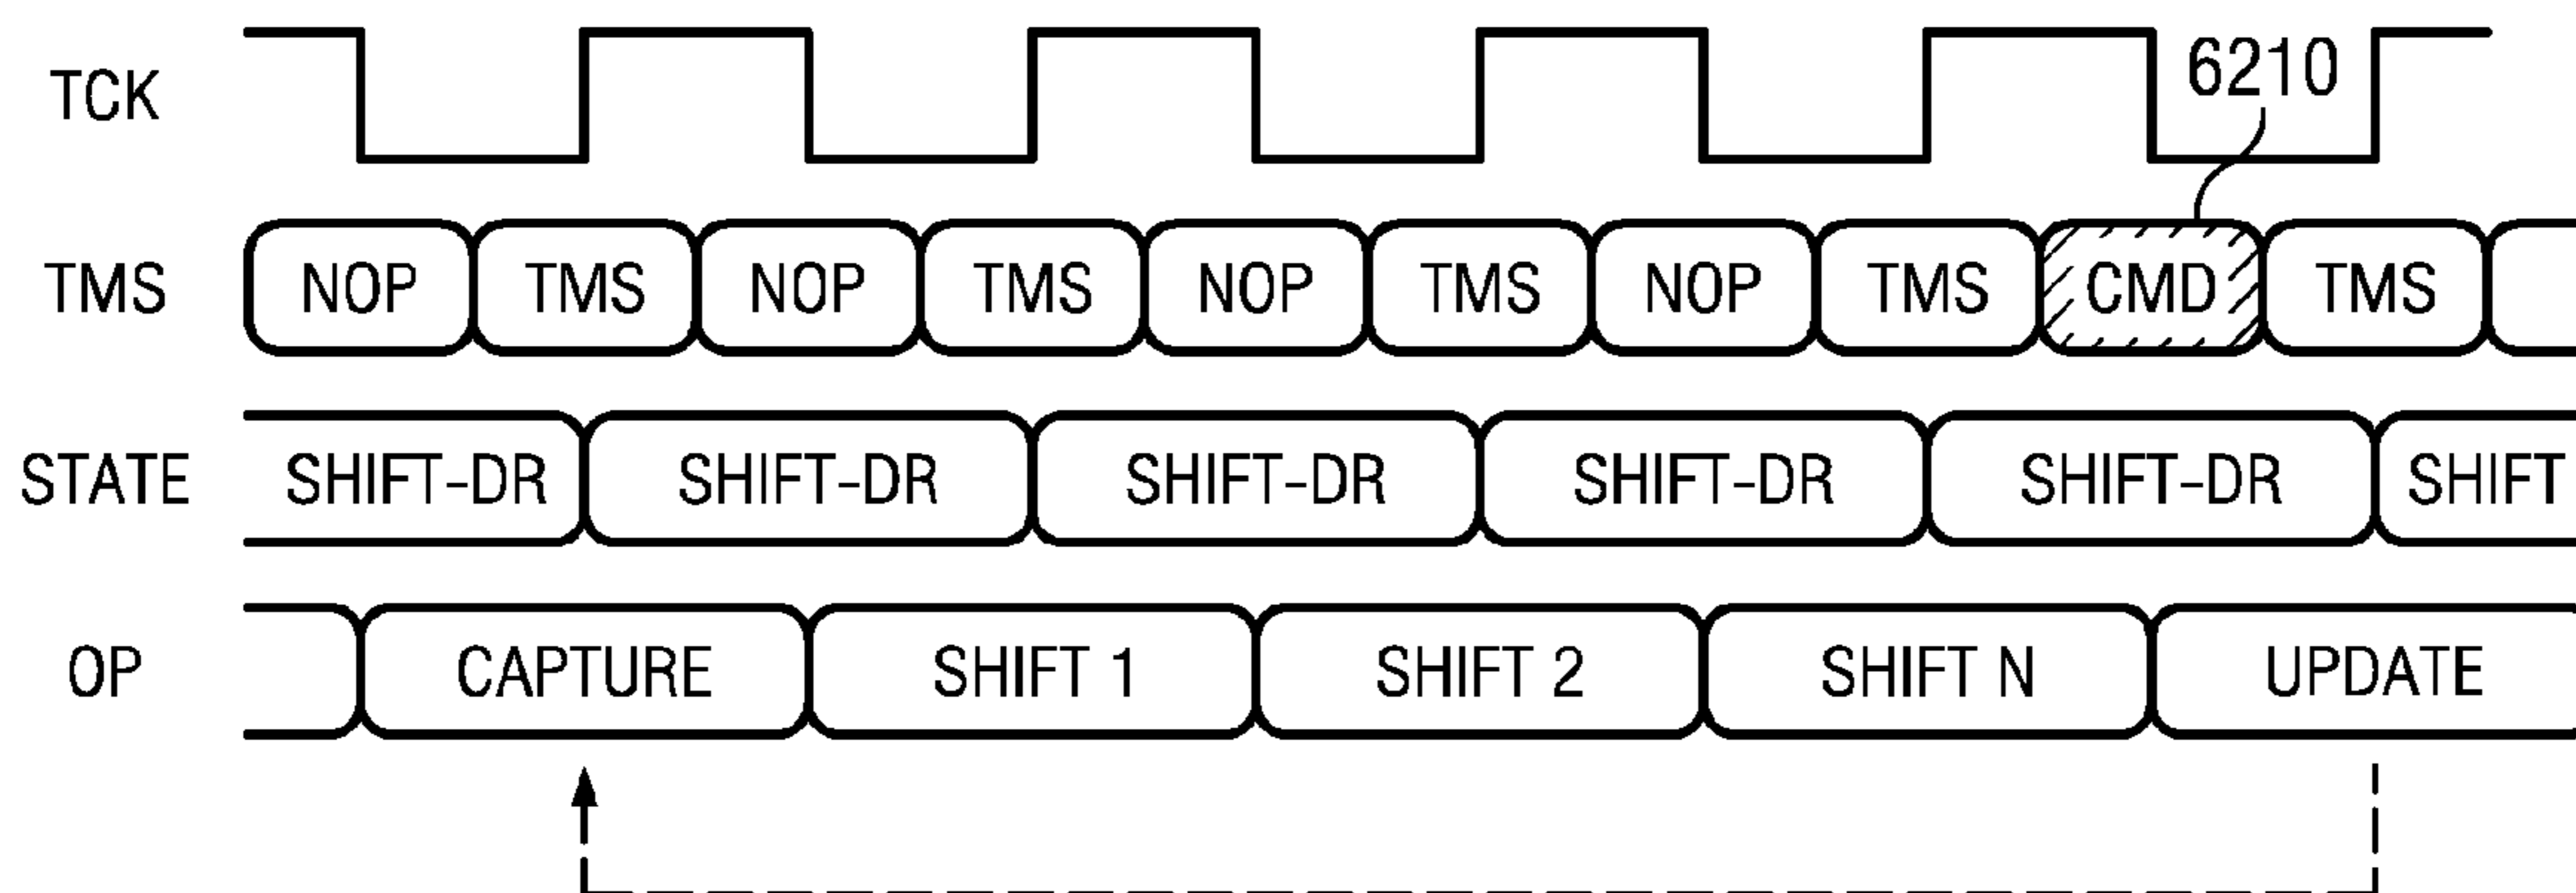 TCK 6210
TMS NOP TMS NOP TMS NOP TMS NOP TMS CMD TMS
STATE SHIFT-DR SHIFT-DR SHIFT-DR SHIFT-DR SHIFT-DR SHIFT
OP CAPTURE SHIFT 1 SHIFT 2 SHIFT N UPDATE